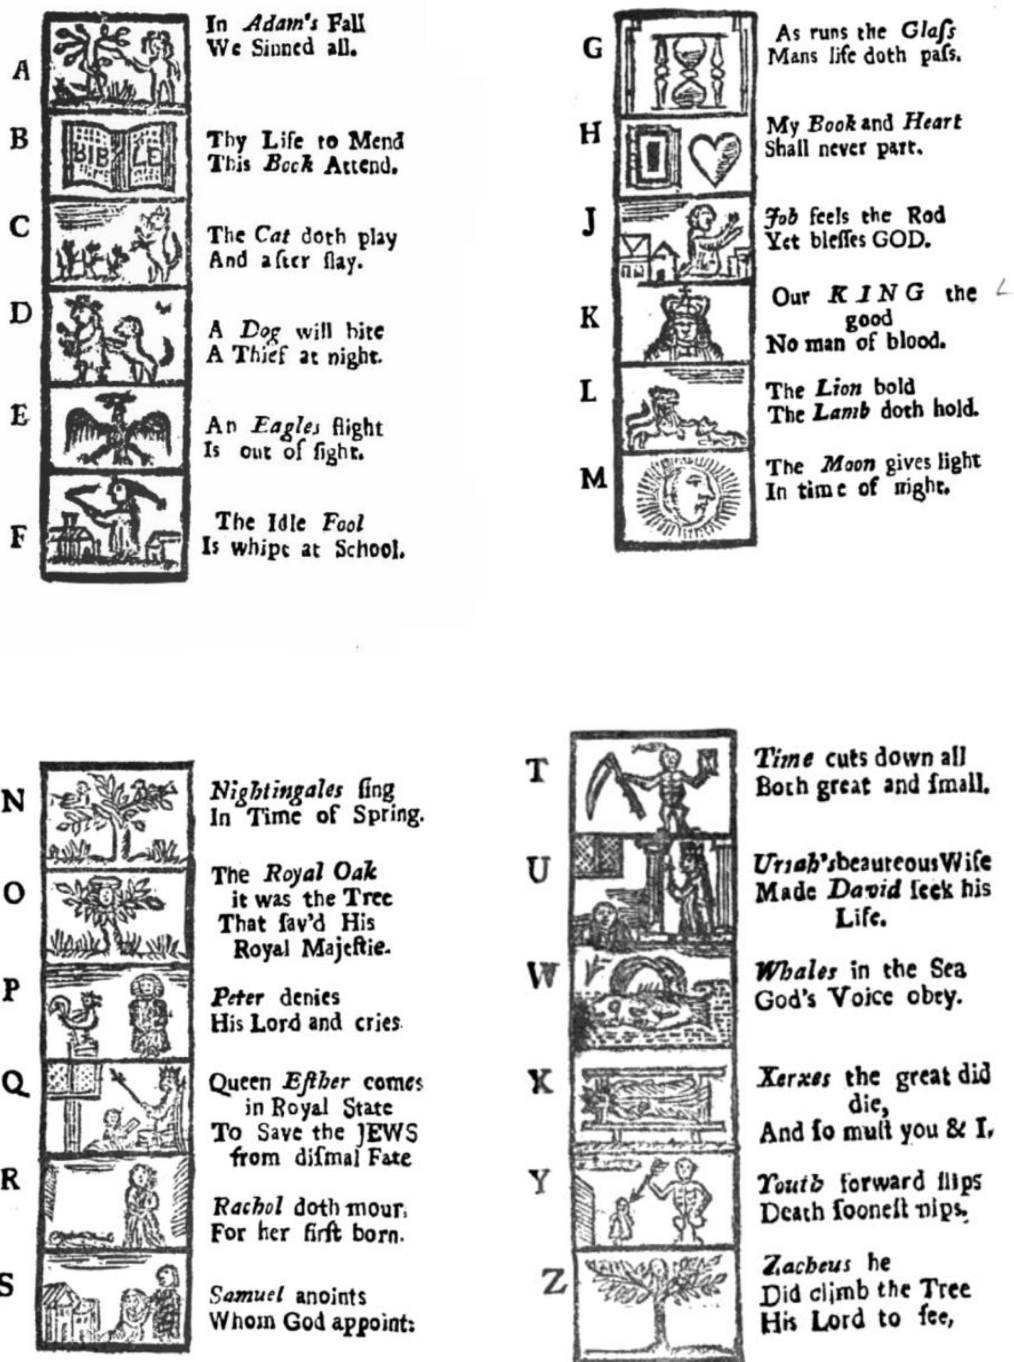 A
In Adam's Fall
We Sinned all.
B
BIBLE
Thy Life to Mend
This Book Attend.
C
The Cat doth play
And after ſlay.
D
A Dog will bite
A Thief at night.
E
An Eagles flight
Is out of ſight.
F
The Idle Fool
Is whipt at School.
G
As runs the Glaſs
Mans life doth paſs.
H
My Book and Heart
Shall never part.
J
Job feels the Rod
Yet bleſſes GOD.
K
Our KING the
good
No man of blood.
L
The Lion bold
The Lamb doth hold.
M
The Moon gives light
In time of night.
N
Nightingales ſing
In Time of Spring.
O
The Royal Oak
it was the Tree
That ſav'd His
Royal Majeſtie.
P
Peter denies
His Lord and cries.
Q
Queen Eſther comes
in Royal State
To Save the JEWS
from diſmal Fate
R
Rachol doth mour
For her firſt born.
S
Samuel anoints
Whom God appoint:
T
Time cuts down all
Both great and ſmall.
U
Uriah's beauteous Wife
Made David ſeek his
Life.
W
Whales in the Sea
God's Voice obey.
X
Xerxes the great did
die,
And ſo muſt you & I,
Y
Youth forward ſlips
Death ſooneſt nips.
Z
Zacheus he
Did climb the Tree
His Lord to ſee,